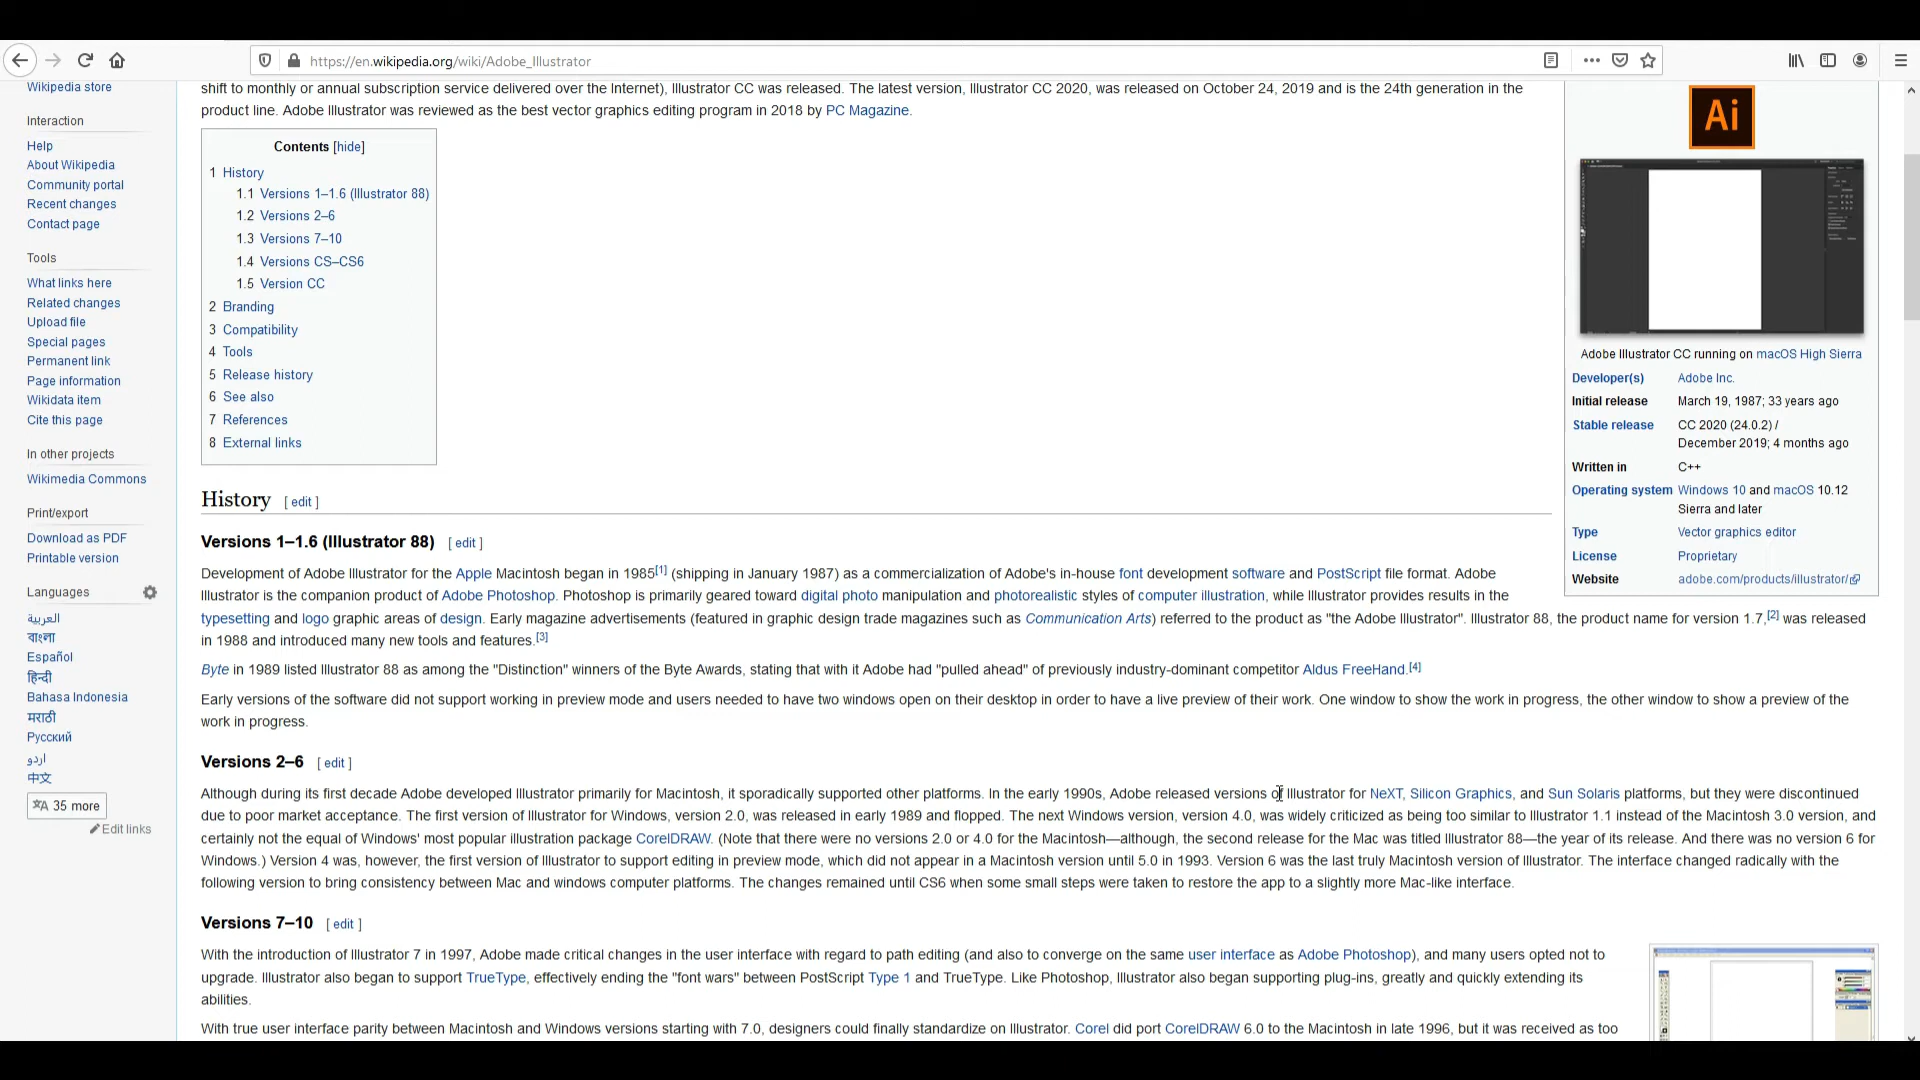 https://en.wikipedia.org/wiki/Adobe_Illustrator
Wikipedia store
Interaction
Help
About Wikipedia
Community portal
Recent changes
Contact page
Tools
What links here
Related changes
Upload file
Special pages
Permanent link
Page information
Wikidata item
Cite this page
In other projects
Wikimedia Commons
Print/export
Download as PDF
Printable version
Languages
العربية
বাংলা
Español
हिन्दी
Bahasa Indonesia
मराठी
Русский
اردو
中文
35 more
Edit links
shift to monthly or annual subscription service delivered over the Internet), Illustrator CC was released. The latest version, Illustrator CC 2020, was released on October 24, 2019 and is the 24th generation in the
product line. Adobe Illustrator was reviewed as the best vector graphics editing program in 2018 by PC Magazine.
Contents [hide]
1 History
1.1 Versions 1–1.6 (Illustrator 88)
1.2 Versions 2–6
1.3 Versions 7–10
1.4 Versions CS–CS6
1.5 Version CC
2 Branding
3 Compatibility
4 Tools
5 Release history
6 See also
7 References
8 External links
Ai
Adobe Illustrator CC running on macOS High Sierra
Developer(s) Adobe Inc.
Initial release March 19, 1987; 33 years ago
Stable release CC 2020 (24.0.2) /
December 2019; 4 months ago
Written in C++
Operating system Windows 10 and macOS 10.12
Sierra and later
Type Vector graphics editor
License Proprietary
Website adobe.com/products/illustrator/
History [ edit ]
Versions 1–1.6 (Illustrator 88) [ edit ]
Development of Adobe Illustrator for the Apple Macintosh began in 1985[1] (shipping in January 1987) as a commercialization of Adobe's in-house font development software and PostScript file format. Adobe
Illustrator is the companion product of Adobe Photoshop. Photoshop is primarily geared toward digital photo manipulation and photorealistic styles of computer illustration, while Illustrator provides results in the
typesetting and logo graphic areas of design. Early magazine advertisements (featured in graphic design trade magazines such as Communication Arts) referred to the product as "the Adobe Illustrator". Illustrator 88, the product name for version 1.7,[2] was released
in 1988 and introduced many new tools and features.[3]
Byte in 1989 listed Illustrator 88 as among the "Distinction" winners of the Byte Awards, stating that with it Adobe had "pulled ahead" of previously industry-dominant competitor Aldus FreeHand.[4]
Early versions of the software did not support working in preview mode and users needed to have two windows open on their desktop in order to have a live preview of their work. One window to show the work in progress, the other window to show a preview of the
work in progress.
Versions 2–6 [ edit ]
Although during its first decade Adobe developed Illustrator primarily for Macintosh, it sporadically supported other platforms. In the early 1990s, Adobe released versions of Illustrator for NeXT, Silicon Graphics, and Sun Solaris platforms, but they were discontinued
due to poor market acceptance. The first version of Illustrator for Windows, version 2.0, was released in early 1989 and flopped. The next Windows version, version 4.0, was widely criticized as being too similar to Illustrator 1.1 instead of the Macintosh 3.0 version, and
certainly not the equal of Windows' most popular illustration package CorelDRAW. (Note that there were no versions 2.0 or 4.0 for the Macintosh—although, the second release for the Mac was titled Illustrator 88—the year of its release. And there was no version 6 for
Windows.) Version 4 was, however, the first version of Illustrator to support editing in preview mode, which did not appear in a Macintosh version until 5.0 in 1993. Version 6 was the last truly Macintosh version of Illustrator. The interface changed radically with the
following version to bring consistency between Mac and windows computer platforms. The changes remained until CS6 when some small steps were taken to restore the app to a slightly more Mac-like interface.
Versions 7–10 [ edit ]
With the introduction of Illustrator 7 in 1997, Adobe made critical changes in the user interface with regard to path editing (and also to converge on the same user interface as Adobe Photoshop), and many users opted not to
upgrade. Illustrator also began to support TrueType, effectively ending the "font wars" between PostScript Type 1 and TrueType. Like Photoshop, Illustrator also began supporting plug-ins, greatly and quickly extending its
abilities.
With true user interface parity between Macintosh and Windows versions starting with 7.0, designers could finally standardize on Illustrator. Corel did port CorelDRAW 6.0 to the Macintosh in late 1996, but it was received as too